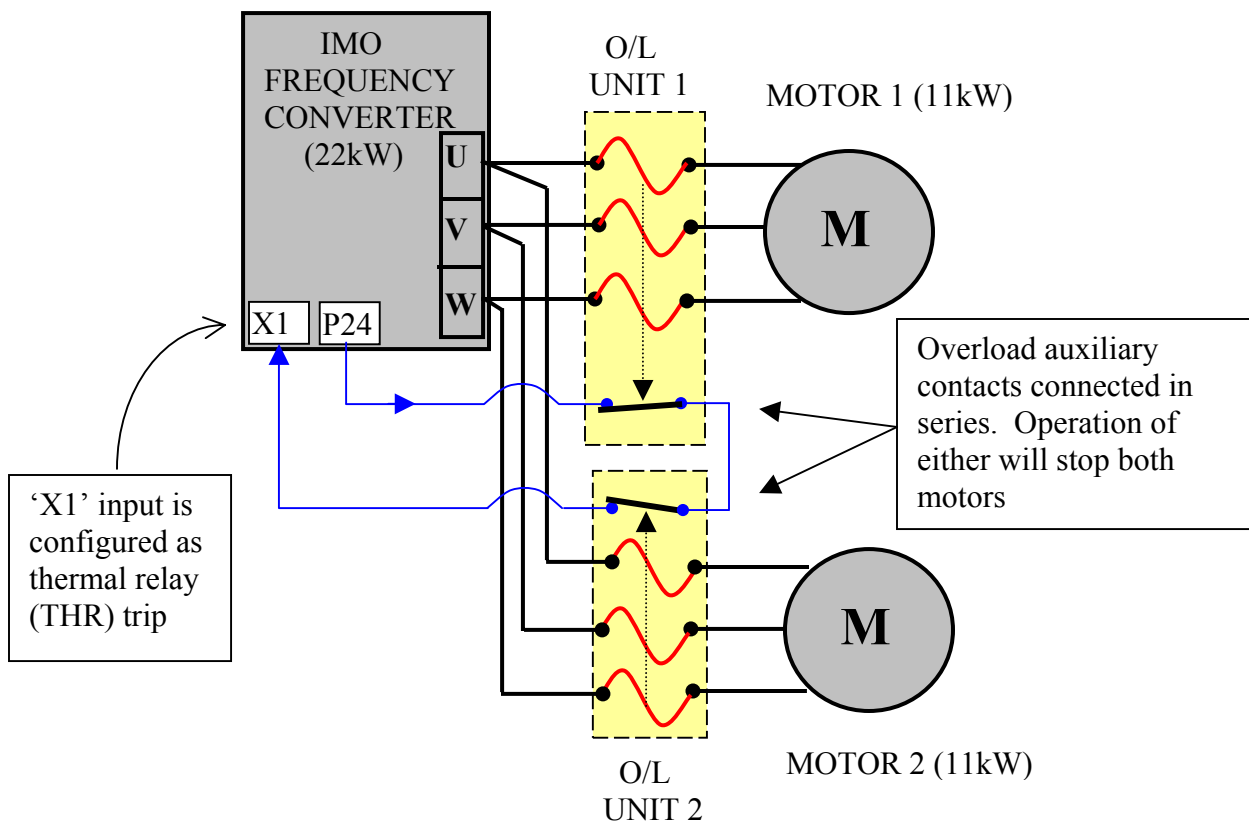 IMO
FREQUENCY
CONVERTER
(22kW)
U
V
W
X1
P24
O/L
UNIT 1
MOTOR 1 (11kW)
M
Overload auxiliary
contacts connected in
series. Operation of
either will stop both
motors
‘X1’ input is
configured as
thermal relay
(THR) trip
M
MOTOR 2 (11kW)
O/L
UNIT 2